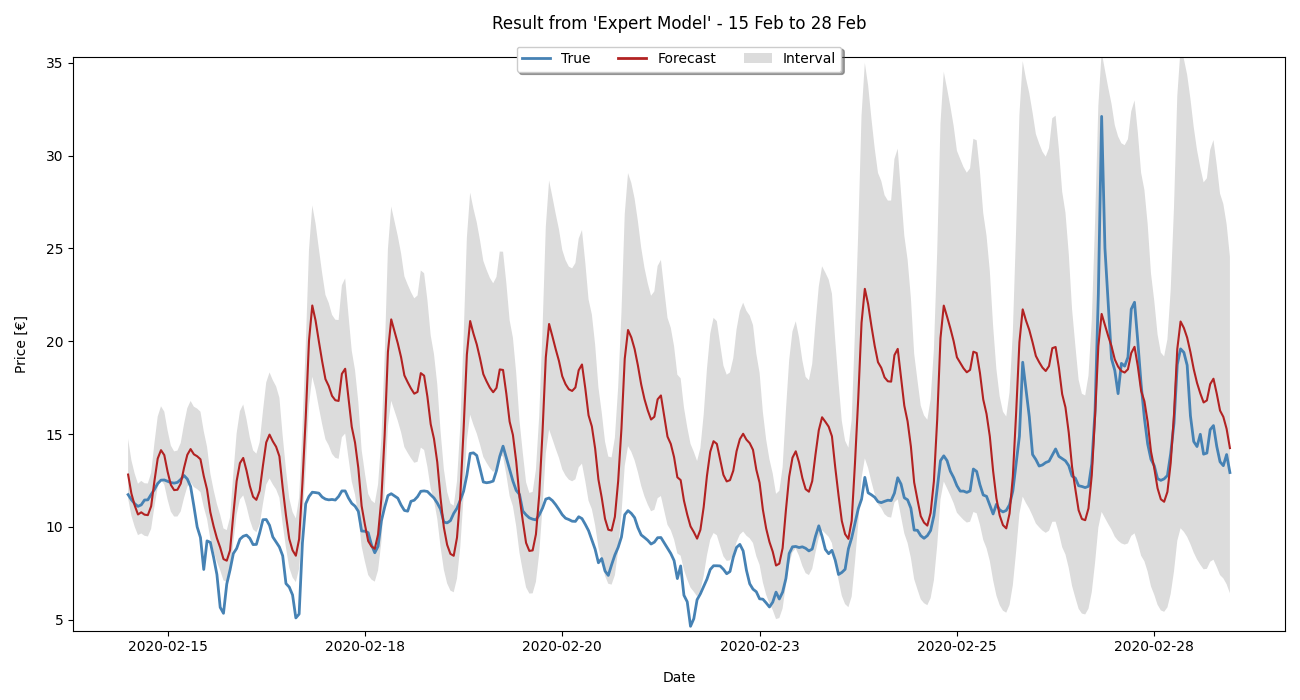 Result from 'Expert Model' - 15 Feb to 28 Feb
True Forecast Interval
35
30
25
20
15
10
5
Price [€]
2020-02-15 2020-02-18 2020-02-20 2020-02-23 2020-02-25 2020-02-28
Date